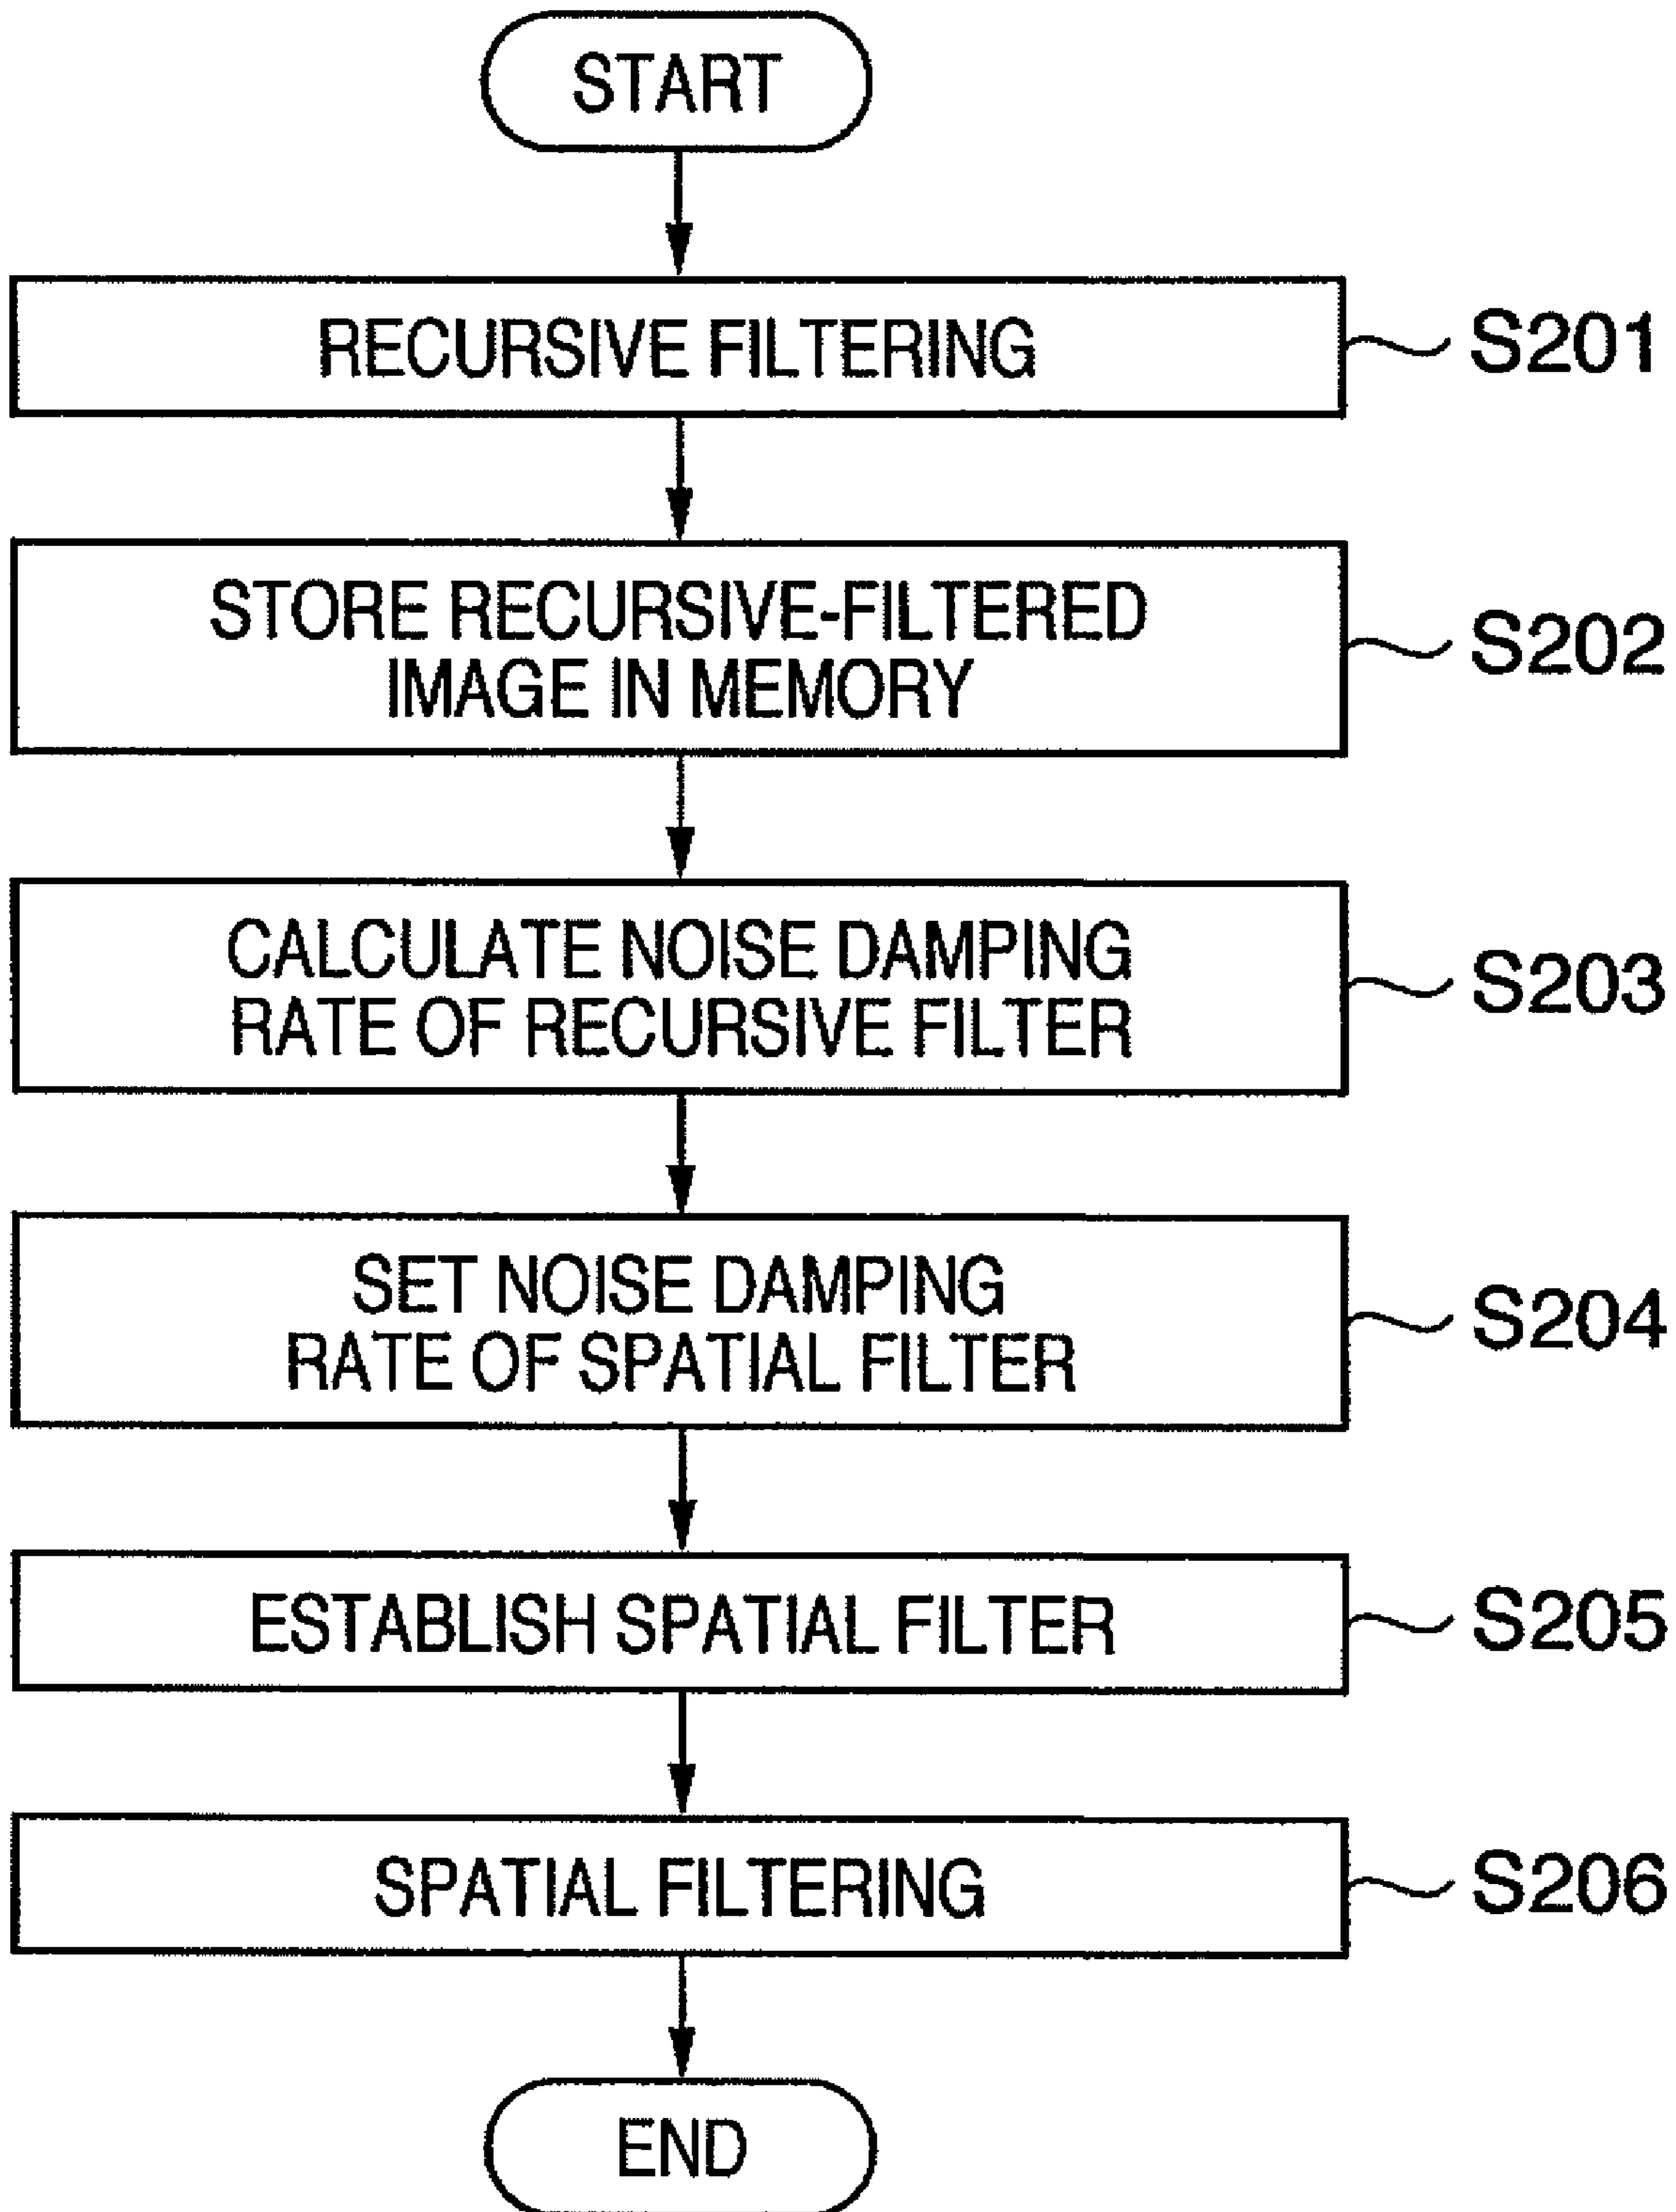 START
RECURSIVE FILTERING
S201
STORE RECURSIVE-FILTERED
IMAGE IN MEMORY
S202
CALCULATE NOISE DAMPING
RATE OF RECURSIVE FILTER
S203
SET NOISE DAMPING
RATE OF SPATIAL FILTER
S204
ESTABLISH SPATIAL FILTER
S205
SPATIAL FILTERING
S206
END